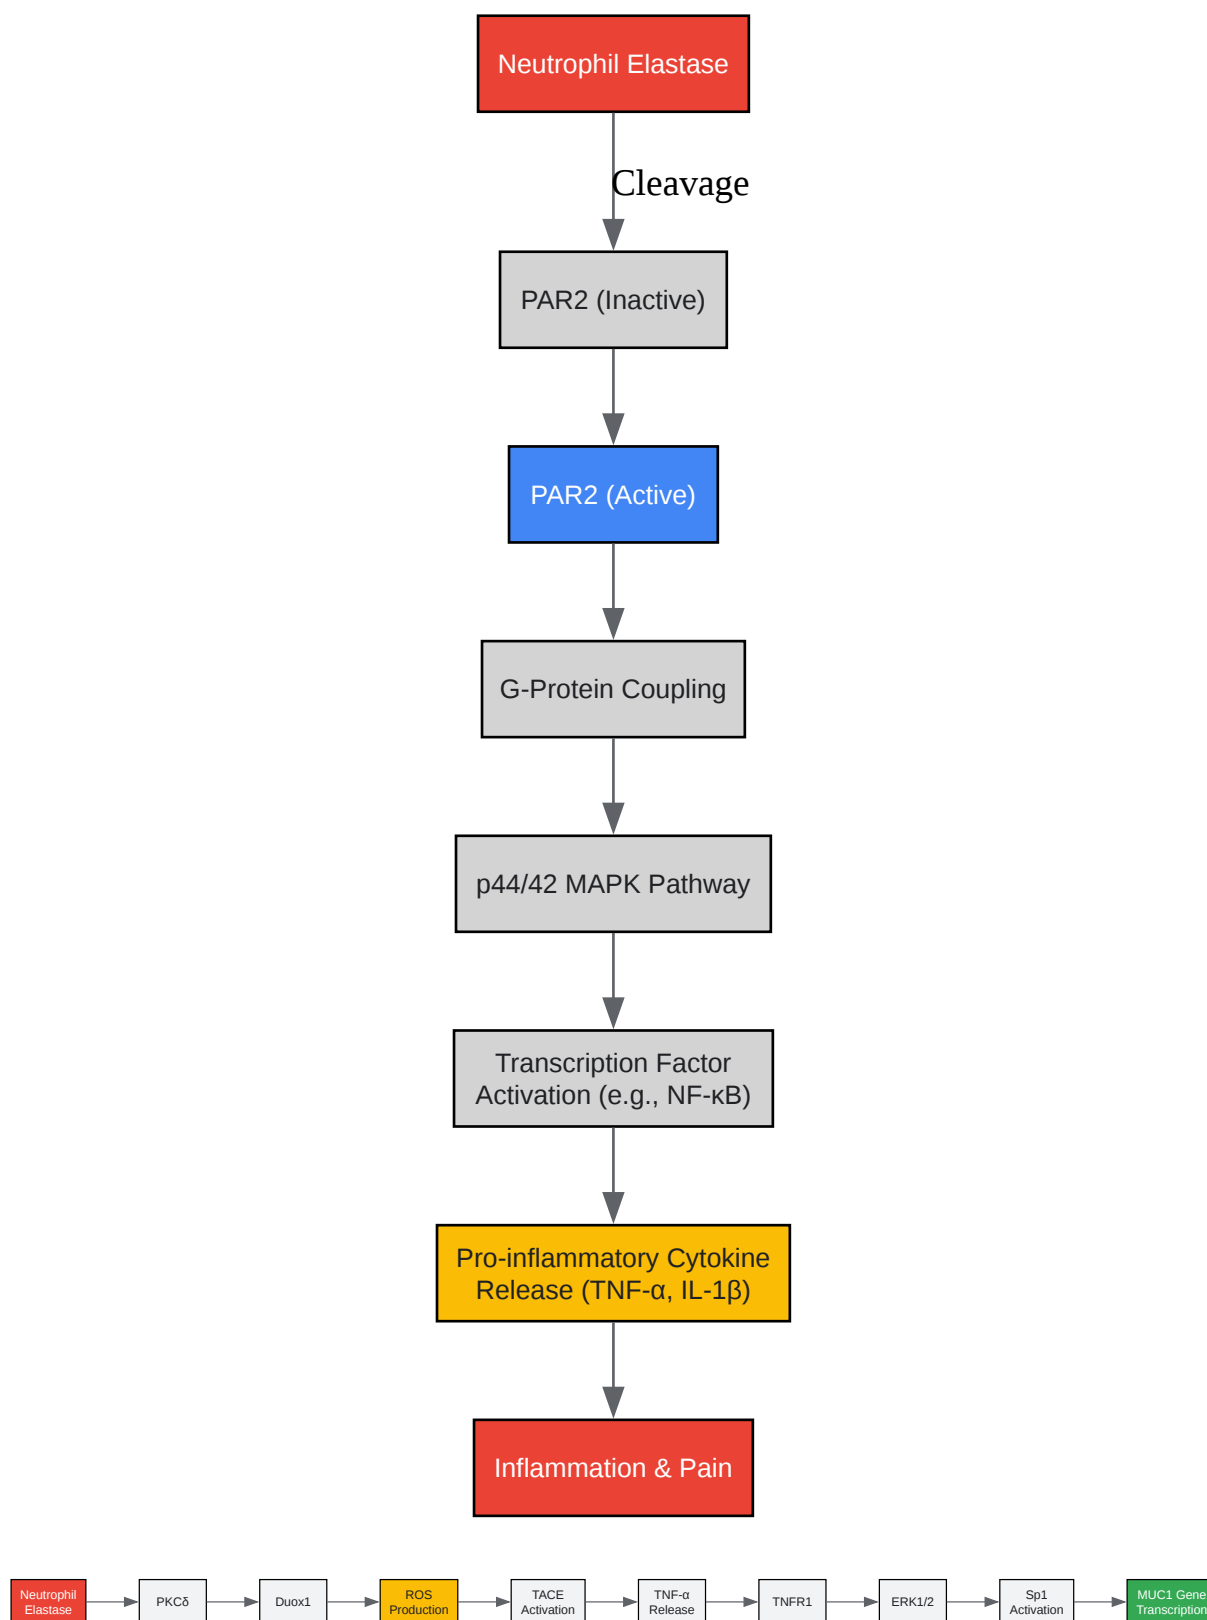 Neutrophil Elastase
Cleavage
PAR2 (Inactive)
PAR2 (Active)
G-Protein Coupling
p44/42 MAPK Pathway
Transcription Factor
Activation (e.g., NF-κB)
Pro-inflammatory Cytokine
Release (TNF-α, IL-1β)
Inflammation & Pain
Neutrophil
Elastase
PKCδ
Duox1
ROS
Production
TACE
Activation
TNF-α
Release
TNFR1
ERK1/2
Sp1
Activation
MUC1 Gene
Transcription